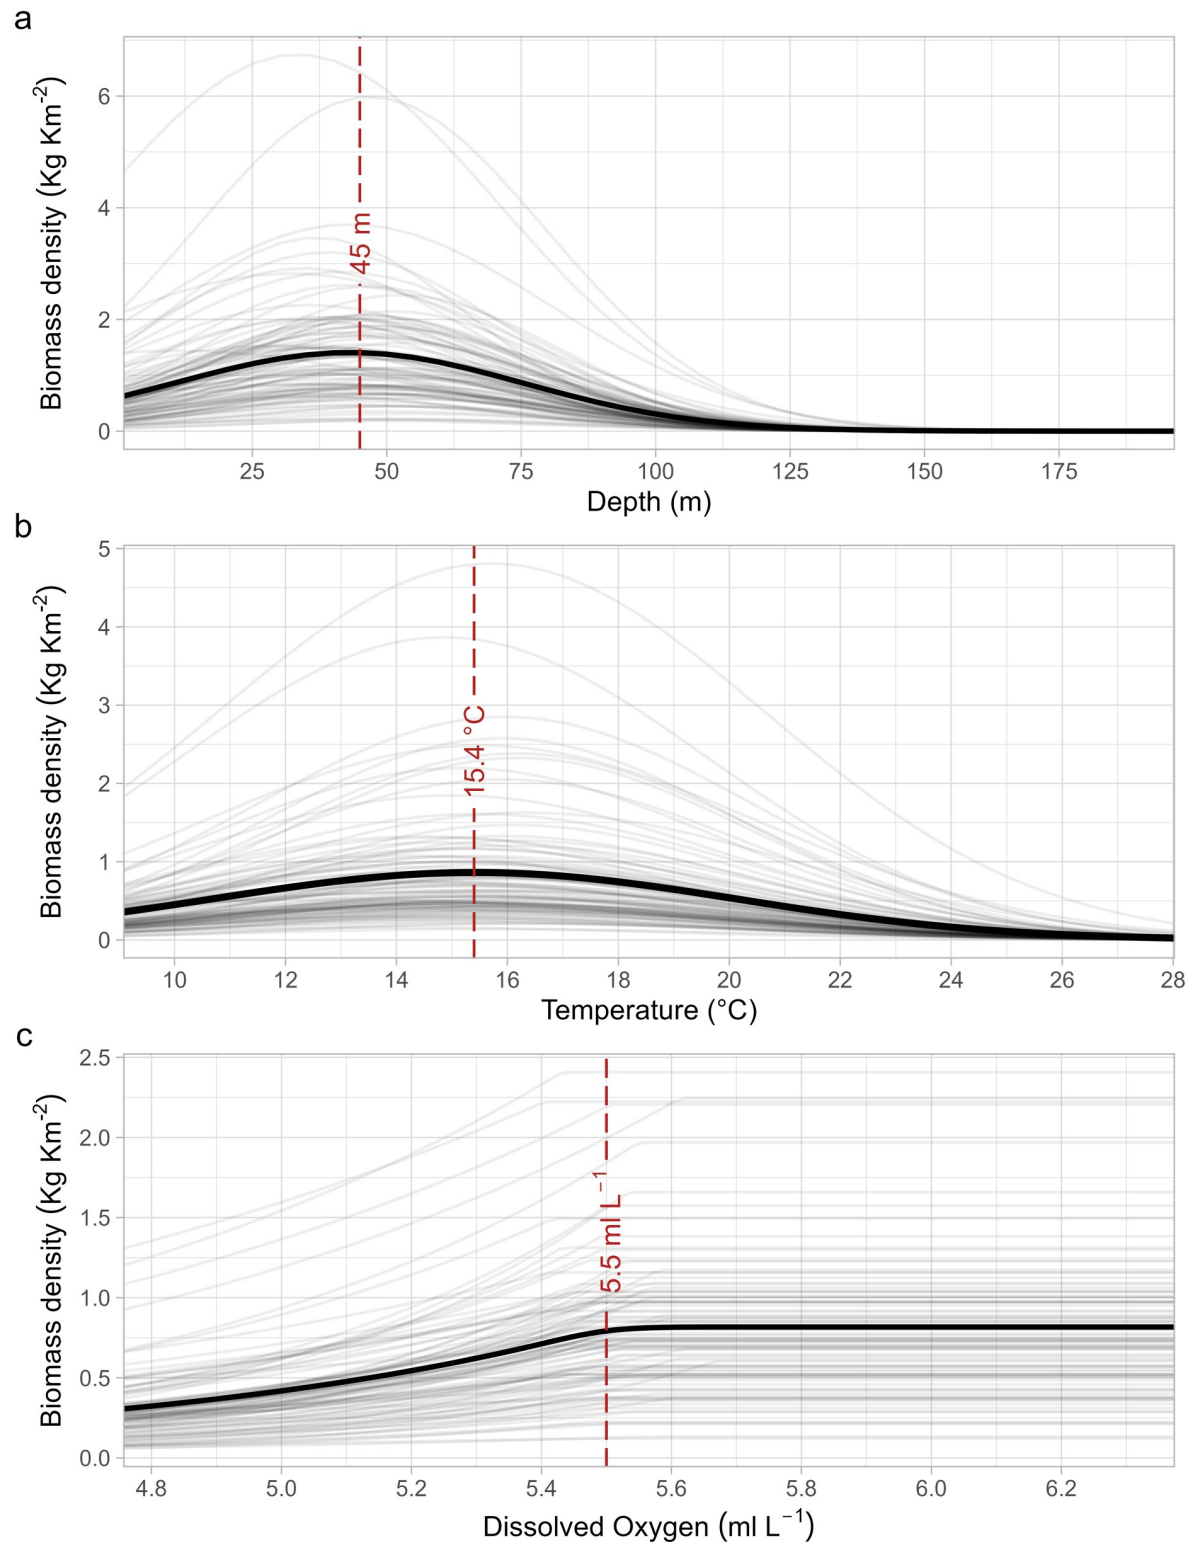 a
Biomass density (Kg Km⁻²)
6
4
2
0
45 m
25 50 75 100 125 150 175
Depth (m)
b
Biomass density (Kg Km⁻²)
5
4
3
2
1
0
15.4 °C
10 12 14 16 18 20 22 24 26 28
Temperature (°C)
c
Biomass density (Kg Km⁻²)
2.5
2.0
1.5
1.0
0.5
0.0
5.5 ml L⁻¹
4.8 5.0 5.2 5.4 5.6 5.8 6.0 6.2
Dissolved Oxygen (ml L⁻¹)